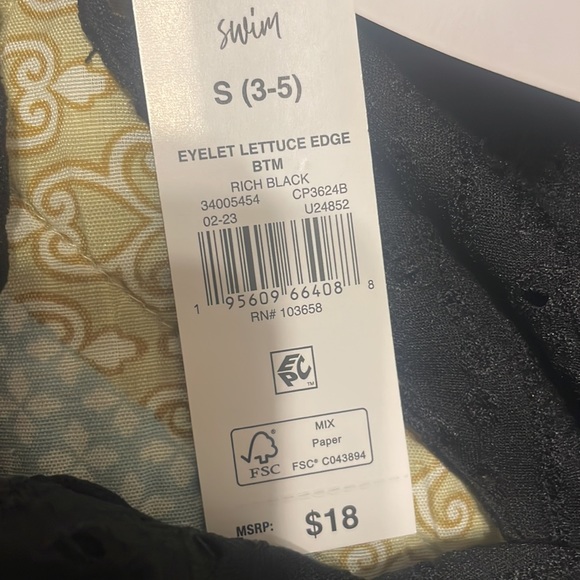 swim
S (3-5)
EYELET LETTUCE EDGE
BTM
RICH BLACK
34005454 CP3624B
02-23 U24852
1 95609 66408 8
RN# 103658
EPC™
MIX
Paper
FSC FSC® C043894
MSRP: $18